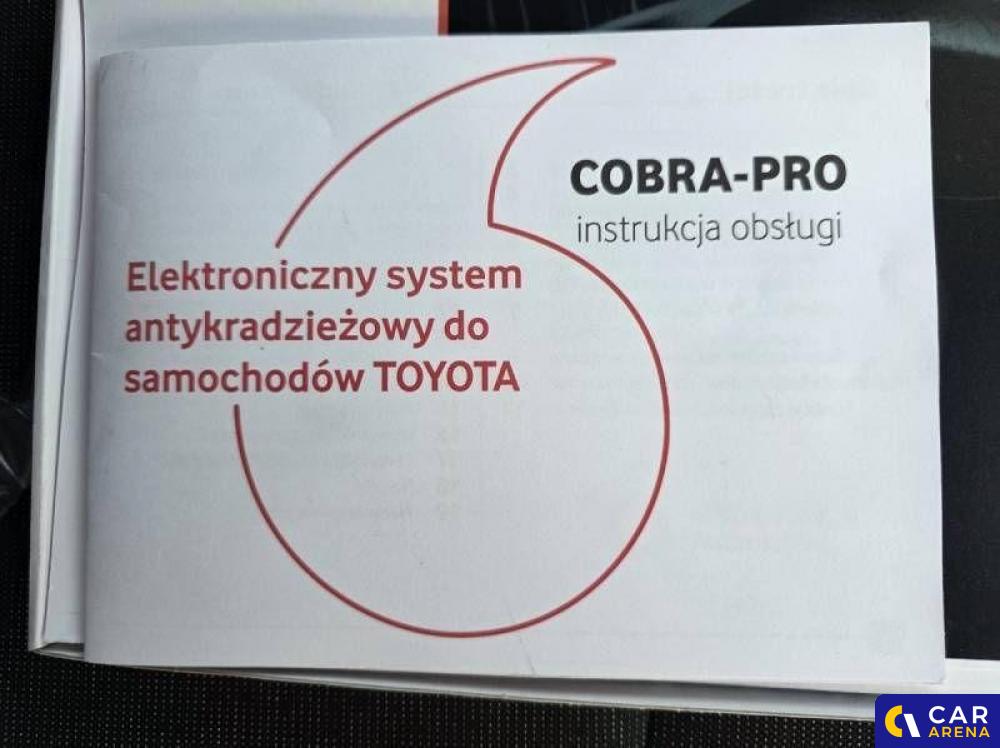 COBRA-PRO
instrukcja obsługi
Elektroniczny system
antykradzieżowy do
samochodów TOYOTA
CAR
ARENA